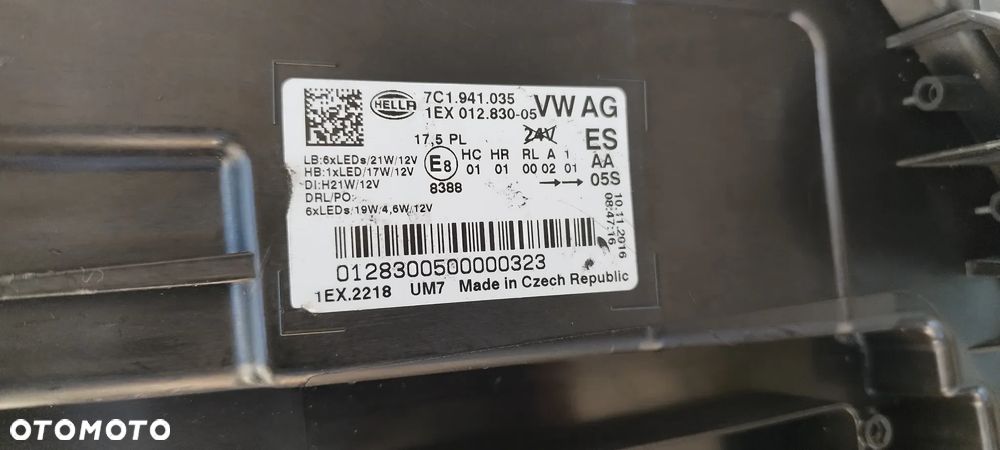 HELLA
7C1.941.035
VW AG
1EX 012.830-05
17,5 PL
24V
ES
LB:6xLEDs/21W/12V
HB:1xLED/17W/12V
DI:H21W/12V
DRL/PO:
6xLEDs/19W/4,6W/12V
E8
8388
HC HR RL A 1
01 01 00 02 01
AA
05S
10.11.2016
08:47:16
0128300500000323
1EX.2218 UM7 Made in Czech Republic
OTOMOTO